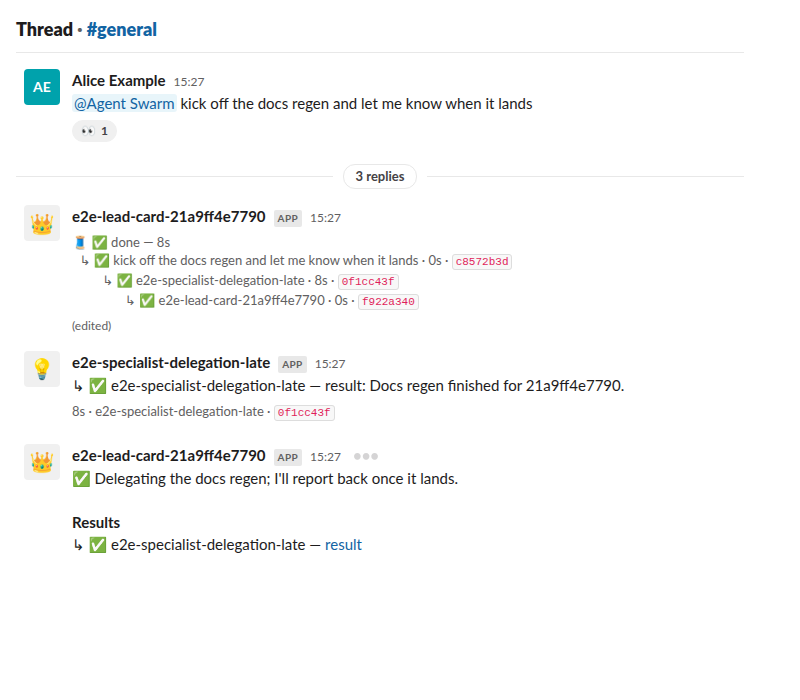 Thread • #general
AE
Alice Example 15:27
@Agent Swarm kick off the docs regen and let me know when it lands
👀 1
3 replies
e2e-lead-card-21a9ff4e7790 APP 15:27
🧵 ✅ done — 8s
↳ ✅ kick off the docs regen and let me know when it lands · 0s · c8572b3d
↳ ✅ e2e-specialist-delegation-late · 8s · 0f1cc43f
↳ ✅ e2e-lead-card-21a9ff4e7790 · 0s · f922a340
(edited)
e2e-specialist-delegation-late APP 15:27
↳ ✅ e2e-specialist-delegation-late — result: Docs regen finished for 21a9ff4e7790.
8s · e2e-specialist-delegation-late · 0f1cc43f
e2e-lead-card-21a9ff4e7790 APP 15:27
✅ Delegating the docs regen; I'll report back once it lands.
Results
↳ ✅ e2e-specialist-delegation-late — result